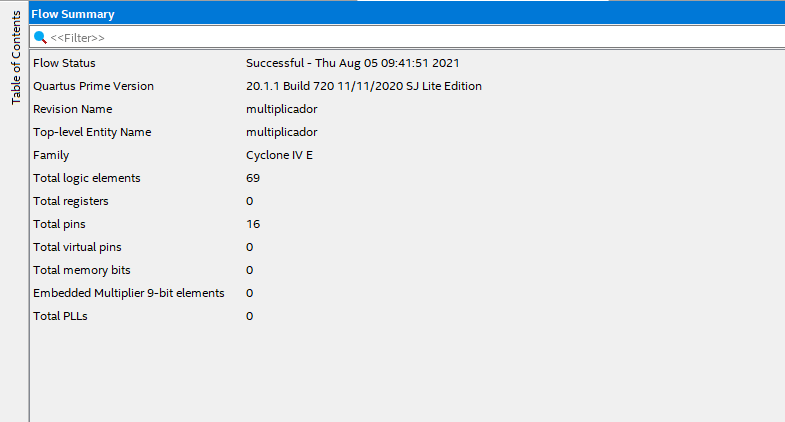 Table of Contents
Flow Summary
<<Filter>>
Flow Status Successful - Thu Aug 05 09:41:51 2021
Quartus Prime Version 20.1.1 Build 720 11/11/2020 SJ Lite Edition
Revision Name multiplicador
Top-level Entity Name multiplicador
Family Cyclone IV E
Total logic elements 69
Total registers 0
Total pins 16
Total virtual pins 0
Total memory bits 0
Embedded Multiplier 9-bit elements 0
Total PLLs 0